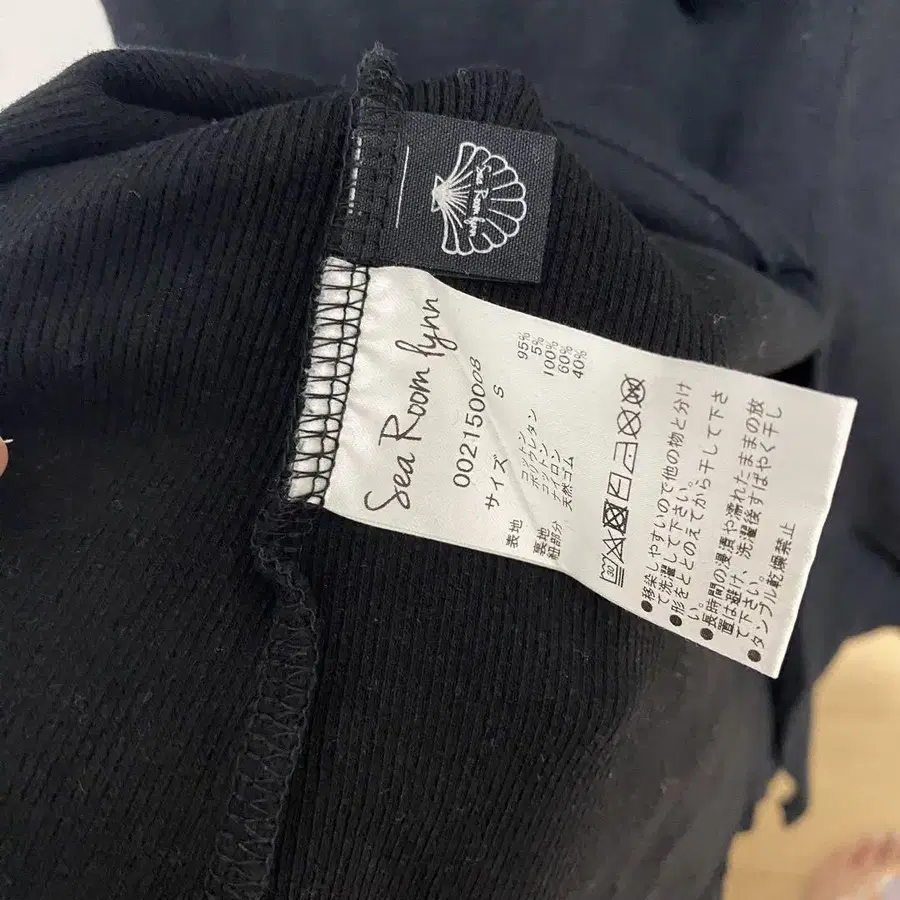 Sea Room lynn
Sea Room lynn
002150008
サイズ S
表地 コットン 95%
ポリウレタン 5%
裏地 コットン 100%
紐部分 ナイロン 60%
天然ゴム 40%
30
●移染しやすいので他の物と分け
て洗濯して下さい。
●形をととのえてから干して下さ
い。
●長時間の浸漬や濡れたままの放
置は避け、洗濯後すばやく干し
て下さい。
●タンブル乾燥禁止